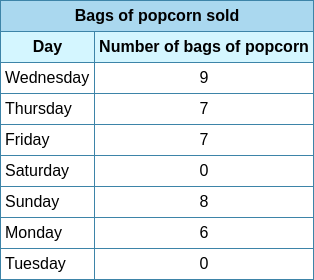 Bags of popcorn sold
Day Number of bags of popcorn
Wednesday 9
Thursday 7
Friday 7
Saturday 0
Sunday 8
Monday 6
Tuesday 0